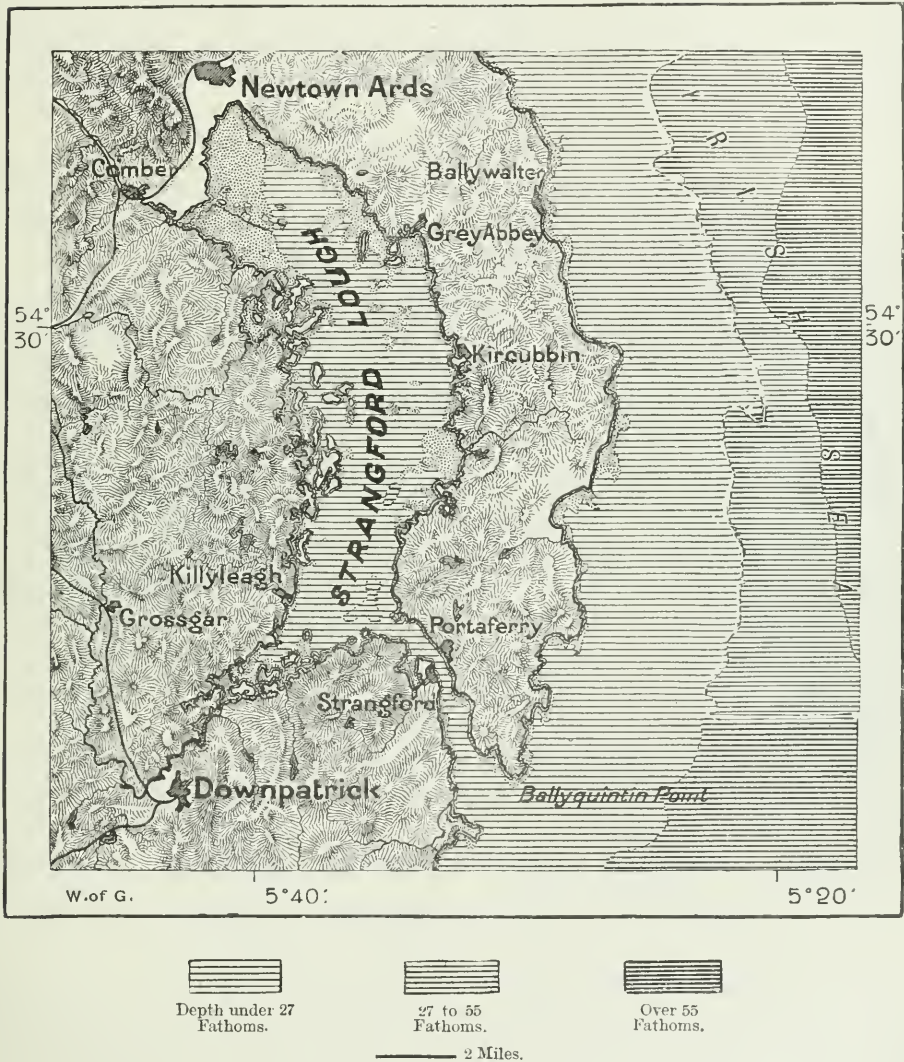 Newtown Ards
Comber
Ballywalter
Grey Abbey
STRANGFORD LOUGH
IRISH SEA
54°
30'
54°
30'
Kircubbin
Killyleagh
Grossgar
Portaferry
Strangford
Downpatrick
Ballyquintin Point
W. of G.
5°40'
5°20'
Depth under 27
Fathoms.
27 to 55
Fathoms.
Over 55
Fathoms.
2 Miles.